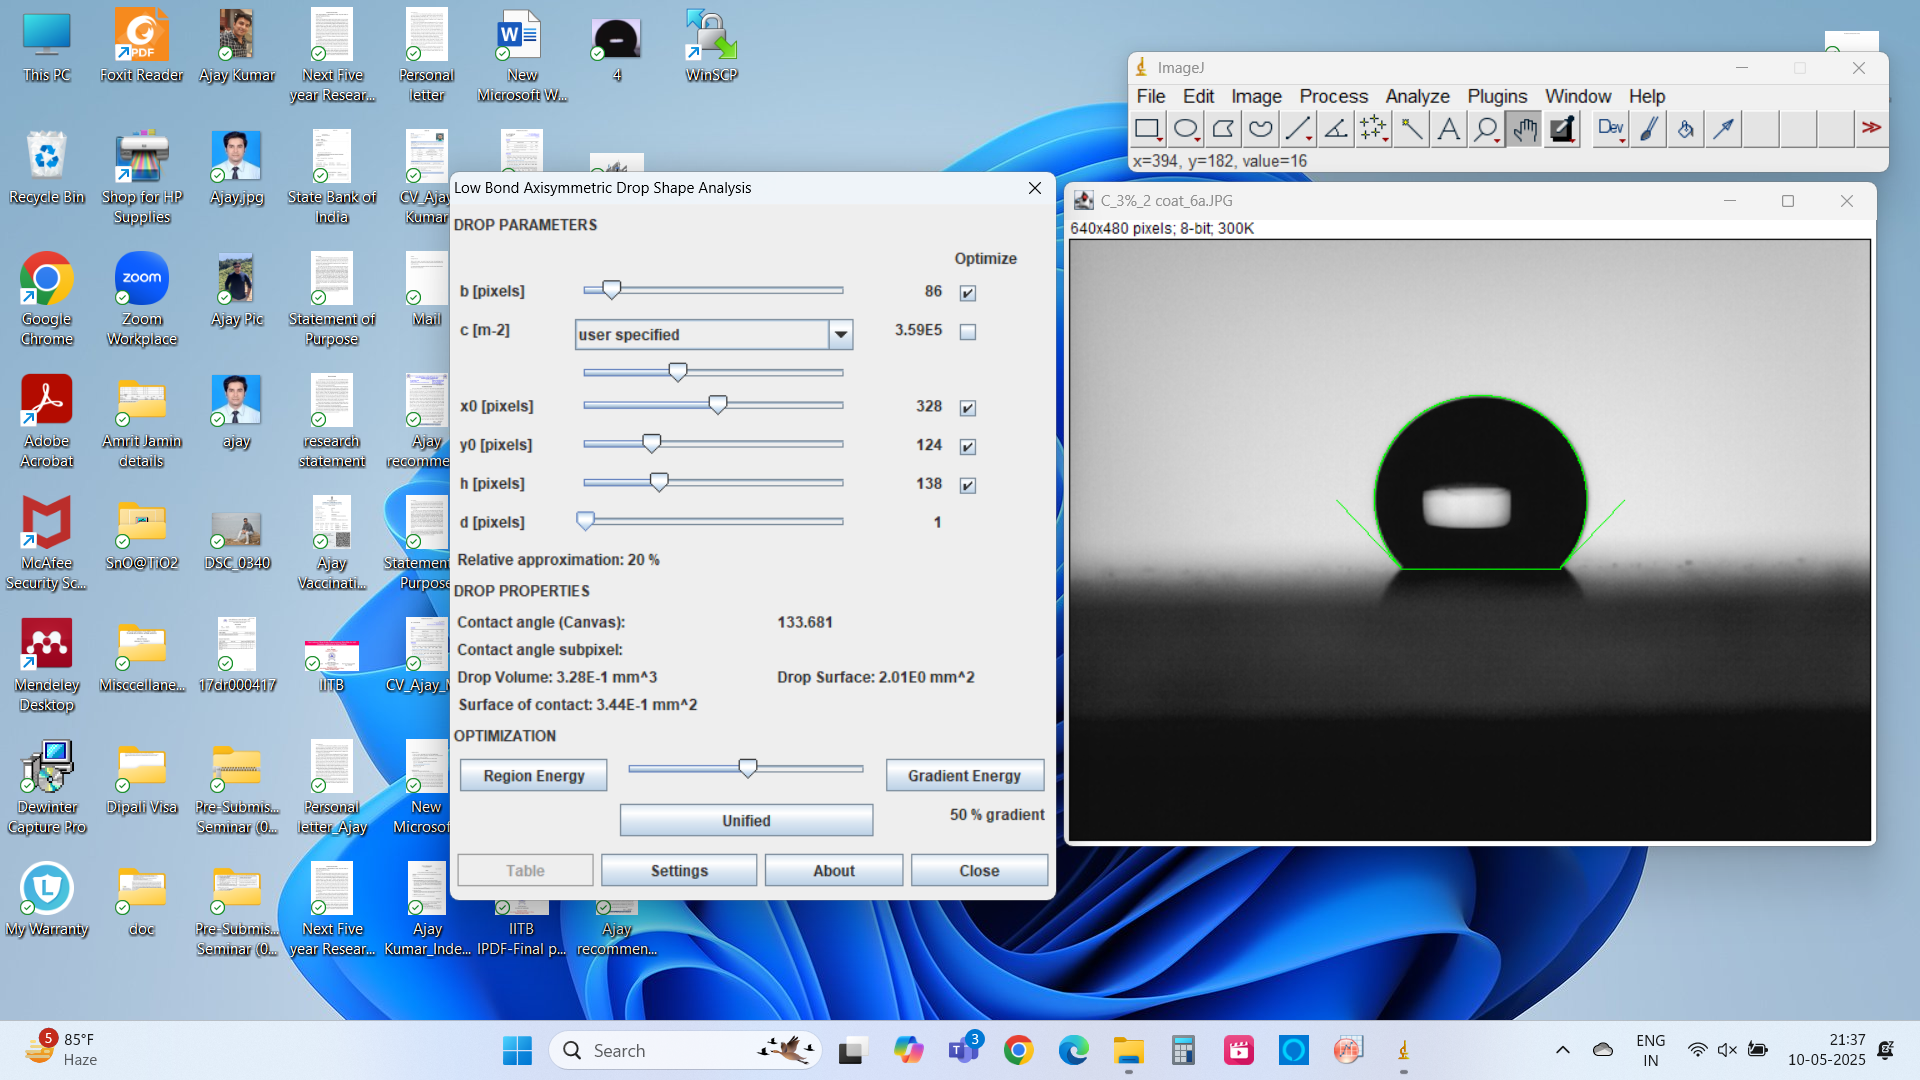 This PC
Foxit Reader
Ajay Kumar
Next Five
year Resear...
Personal
letter
New
Microsoft W...
4
WinSCP
Recycle Bin
Shop for HP
Supplies
Ajay.jpg
State Bank of
India
CV_Ajay
Kumar
Google
Chrome
zoom
Zoom
Workplace
Ajay Pic
Statement of
Purpose
Mail
Adobe
Acrobat
Amrit Jamin
details
ajay
research
statement
Ajay
recomme
McAfee
Security Sc...
SnO@TiO2
DSC_0340
Ajay
Vaccinati...
Statement
Purpose
Mendeley
Desktop
Misccellane...
17dr000417
IITB
CV_Ajay_
Dewinter
Capture Pro
Dipali Visa
Pre-Submis...
Seminar (0...
Personal
letter_Ajay
New
Microsof
My Warranty
doc
Pre-Submis...
Seminar (0...
Next Five
year Resear...
Ajay
Kumar_Inde...
IITB
IPDF-Final p...
Ajay
recommen...
Low Bond Axisymmetric Drop Shape Analysis
DROP PARAMETERS
Optimize
b [pixels] 86
c [m-2] user specified 3.59E5
x0 [pixels] 328
y0 [pixels] 124
h [pixels] 138
d [pixels] 1
Relative approximation: 20 %
DROP PROPERTIES
Contact angle (Canvas): 133.681
Contact angle subpixel:
Drop Volume: 3.28E-1 mm^3 Drop Surface: 2.01E0 mm^2
Surface of contact: 3.44E-1 mm^2
OPTIMIZATION
Region Energy Gradient Energy
Unified 50 % gradient
Table Settings About Close
ImageJ
File Edit Image Process Analyze Plugins Window Help
A Dev >>
x=394, y=182, value=16
C_3%_2 coat_6a.JPG
640x480 pixels; 8-bit; 300K
5
85°F
Haze
Search
3
ENG
IN
21:37
10-05-2025